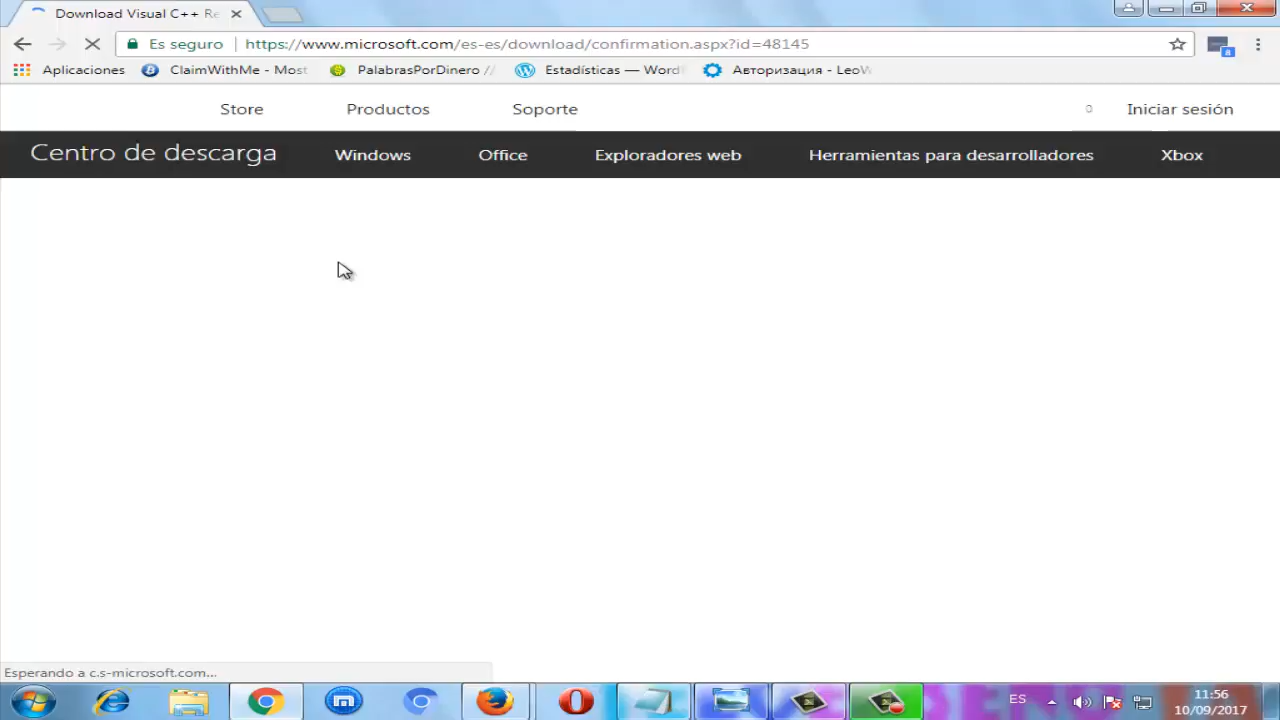 Download Visual C++ Re
Es seguro
https://www.microsoft.com/es-es/download/confirmation.aspx?id=48145
Aplicaciones
ClaimWithMe - Most
PalabrasPorDinero //
Estadísticas — Word
Авторизация - LeoW
Store
Productos
Soporte
0
Iniciar sesión
Centro de descarga
Windows
Office
Exploradores web
Herramientas para desarrolladores
Xbox
Esperando a c.s-microsoft.com...
ES
11:56
10/09/2017